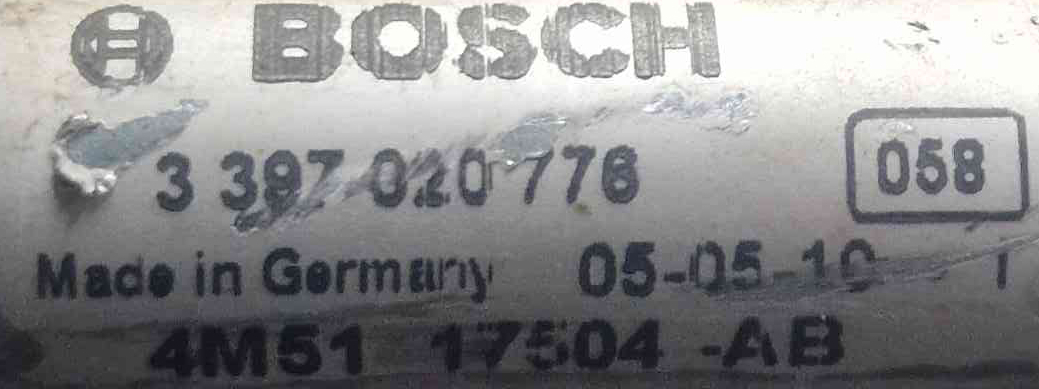 BOSCH
3 397 020 776 058
Made in Germany 05-05-10
4M51 17504 -AB